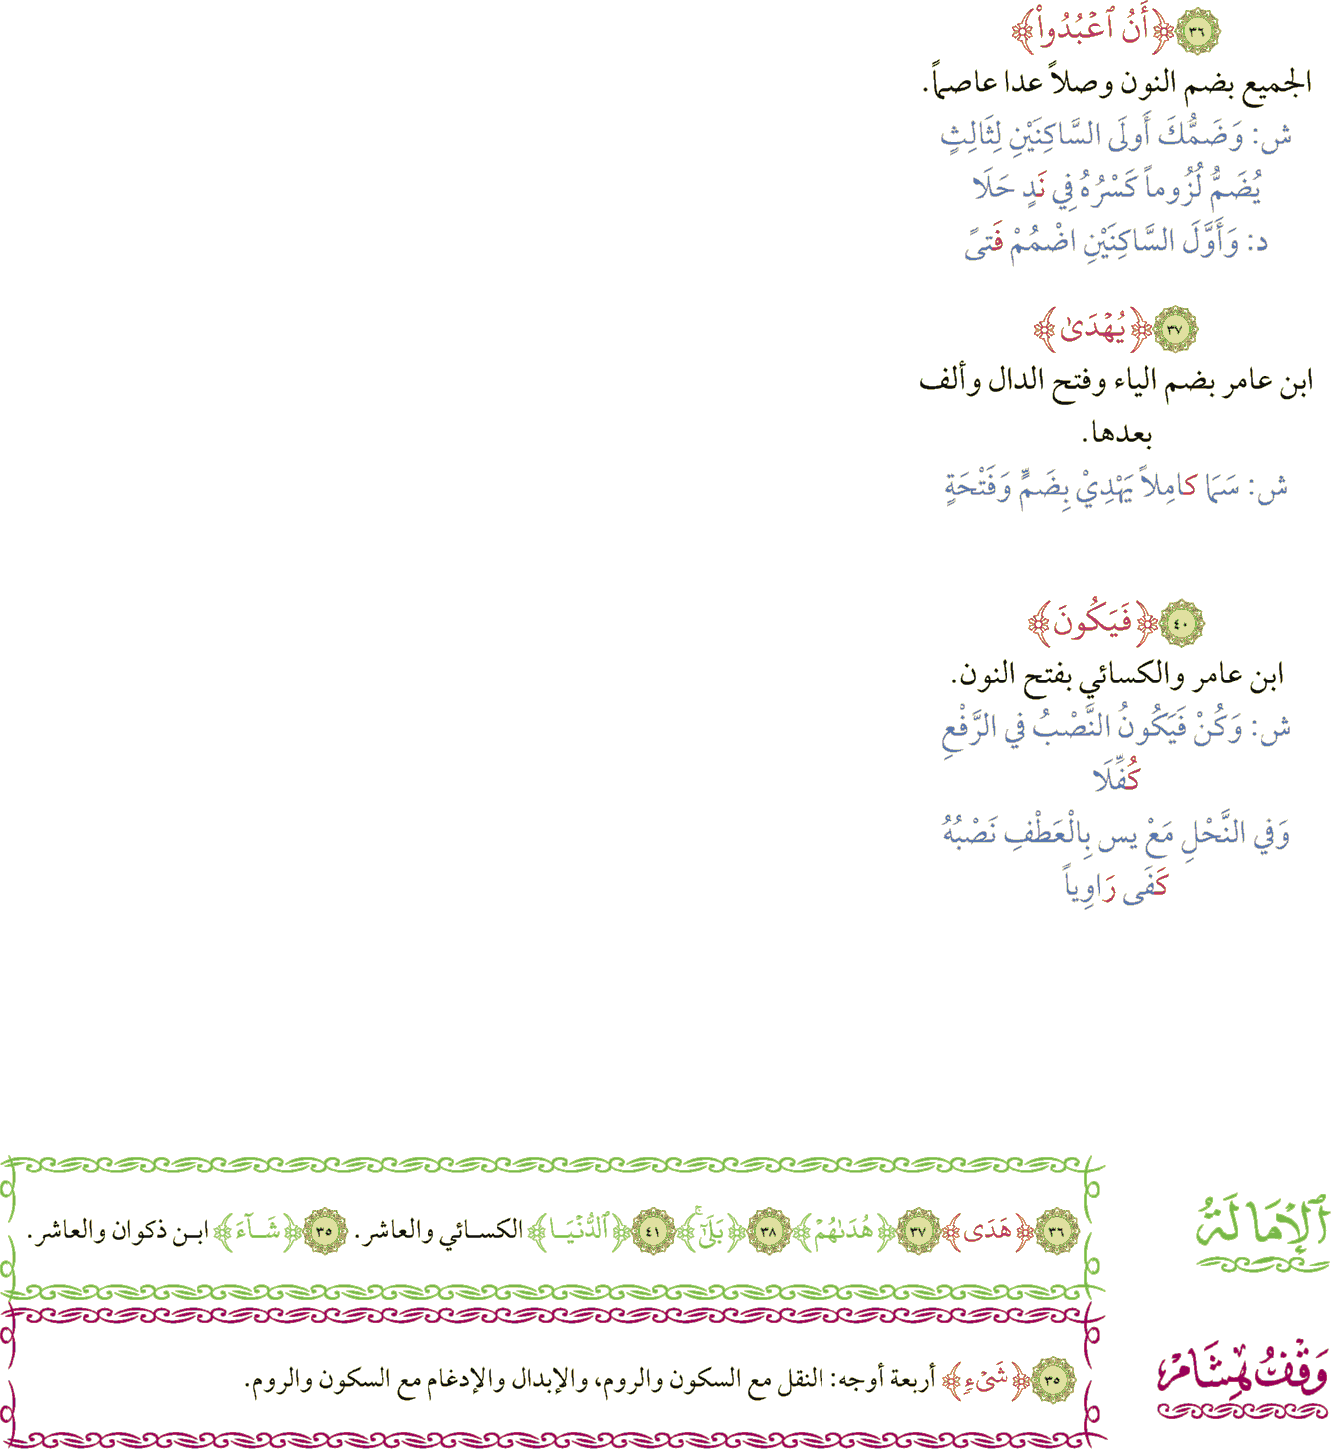 ٣٦ ﴿أَنُ ٱعْبُدُواْ﴾
الجميع بضم النون وصلاً عدا عاصماً.
ش: وَضَمُّكَ أُولَى السَّاكِنَيْنِ لِثَالِثٍ
يُضَمُّ لُزُوماً كَسْرُهُ فِي نَدٍ حَلَا
د: وَأَوَّلَ السَّاكِنَيْنِ اضْمُمْ فَتىً
٣٧ ﴿يُهْدَىٰ﴾
ابن عامر بضم الياء وفتح الدال وألف
بعدها.
ش: سَمَا كامِلاً يَهْدِيْ بِضَمٍّ وَفَتْحَةٍ
٤٠ ﴿فَيَكُونَ﴾
ابن عامر والكسائي بفتح النون.
ش: وَكُنْ فَيَكُونُ النَّصْبُ في الرَّفْعِ
كُفِّلَا
وَفي النَّحْلِ مَعْ يس بِالْعَطْفِ نَصْبُهُ
كَفَى رَاوِياً
ٱلْإِمَالَةُ
٣٦ ﴿هَدَى﴾ ٣٧ ﴿هُدَىٰهُمْ﴾ ٣٨ ﴿بَلَىٰۚ﴾ ٤١ ﴿ٱلدُّنْيَا﴾ الكسائي والعاشر. ٣٥ ﴿شَآءَ﴾ ابن ذكوان والعاشر.
وَقْفُ هِشَامْ
٣٥ ﴿شَىْءٍ﴾ أربعة أوجه: النقل مع السكون والروم، والإبدال والإدغام مع السكون والروم.